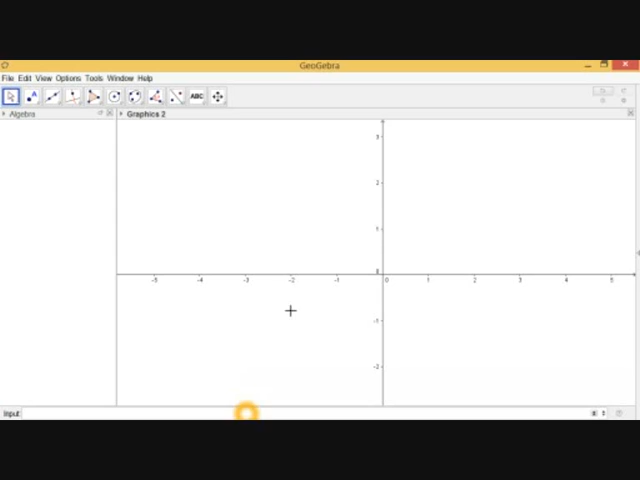 GeoGebra
File Edit View Options Tools Window Help
A ABC
Algebra
Graphics 2
3
2
1
0
-5 -4 -3 -2 -1 0 1 2 3 4 5
-1
-2
Input: